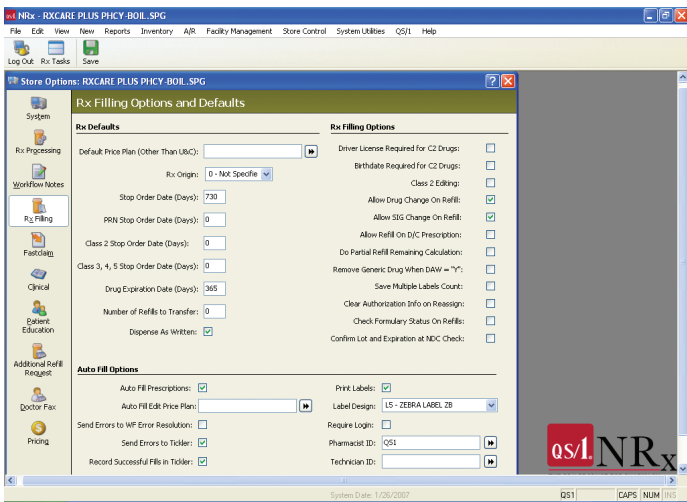 NRx - RXCARE PLUS PHCY-BOIL.SPG
File Edit View New Reports Inventory A/R Facility Management Store Control System Utilities QS/1 Help
Log Out Rx Tasks Save
Store Options: RXCARE PLUS PHCY-BOIL.SPG
System
Rx Processing
Workflow Notes
Rx Filling
Fastclaim
Clinical
Patient Education
Additional Refill Request
Doctor Fax
Pricing
Rx Filling Options and Defaults
Rx Defaults
Default Price Plan (Other Than U&C):
Rx Origin: 0 - Not Specifie
Stop Order Date (Days): 730
PRN Stop Order Date (Days): 0
Class 2 Stop Order Date (Days): 0
Class 3, 4, 5 Stop Order Date (Days): 0
Drug Expiration Date (Days): 365
Number of Refills to Transfer: 0
Dispense As Written:
Rx Filling Options
Driver License Required for C2 Drugs:
Birthdate Required for C2 Drugs:
Class 2 Editing:
Allow Drug Change On Refill:
Allow SIG Change On Refill:
Allow Refill On D/C Prescription:
Do Partial Refill Remaining Calculation:
Remove Generic Drug When DAW = "Y":
Save Multiple Labels Count:
Clear Authorization Info on Reassign:
Check Formulary Status On Refills:
Confirm Lot and Expiration at NDC Check:
Auto Fill Options
Auto Fill Prescriptions:
Auto Fill Edit Price Plan:
Send Errors to WF Error Resolution:
Send Errors to Tickler:
Record Successful Fills in Tickler:
Print Labels:
Label Design: L5 - ZEBRA LABEL ZB
Require Login:
Pharmacist ID: QS1
Technician ID:
QS/1. NRx
System Date: 1/26/2007 QS1 CAPS NUM INS